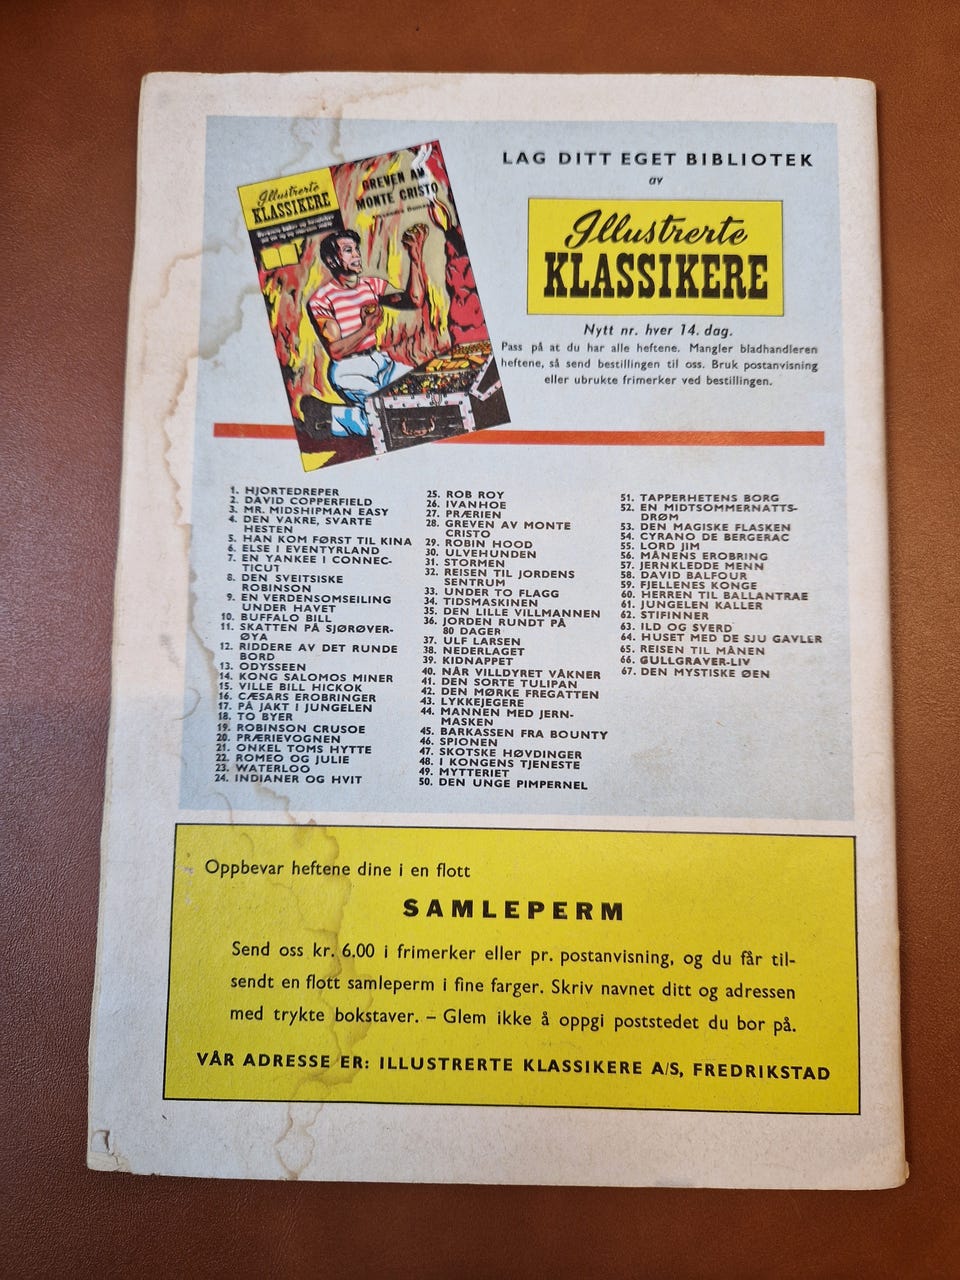 LAG DITT EGET BIBLIOTEK
av
Illustrerte
KLASSIKERE
Nytt nr. hver 14. dag.
Pass på at du har alle heftene. Mangler bladhandleren
heftene, så send bestillingen til oss. Bruk postanvisning
eller ubrukte frimerker ved bestillingen.
Illustrerte
KLASSIKERE
GREVEN AV
MONTE CRISTO
1. HJORTEDREPER
2. DAVID COPPERFIELD
3. MR. MIDSHIPMAN EASY
4. DEN VAKRE, SVARTE
HESTEN
5. HAN KOM FØRST TIL KINA
6. ELSE I EVENTYRLAND
7. EN YANKEE I CONNEC-
TICUT
8. DEN SVEITSISKE
ROBINSON
9. EN VERDENSOMSEILING
UNDER HAVET
10. BUFFALO BILL
11. SKATTEN PÅ SJØRØVER-
ØYA
12. RIDDERE AV DET RUNDE
BORD
13. ODYSSEEN
14. KONG SALOMOS MINER
15. VILLE BILL HICKOK
16. CÆSARS EROBRINGER
17. PÅ JAKT I JUNGELEN
18. TO BYER
19. ROBINSON CRUSOE
20. PRÆRIEVOGNEN
21. ONKEL TOMS HYTTE
22. ROMEO OG JULIE
23. WATERLOO
24. INDIANER OG HVIT
25. ROB ROY
26. IVANHOE
27. PRÆRIEN
28. GREVEN AV MONTE
CRISTO
29. ROBIN HOOD
30. ULVEHUNDEN
31. STORMEN
32. REISEN TIL JORDENS
SENTRUM
33. UNDER TO FLAGG
34. TIDSMASKINEN
35. DEN LILLE VILLMANNEN
36. JORDEN RUNDT PÅ
80 DAGER
37. ULF LARSEN
38. NEDERLAGET
39. KIDNAPPET
40. NÅR VILLDYRET VÅKNER
41. DEN SORTE TULIPAN
42. DEN MØRKE FREGATTEN
43. LYKKEJEGERE
44. MANNEN MED JERN-
MASKEN
45. BARKASSEN FRA BOUNTY
46. SPIONEN
47. SKOTSKE HØVDINGER
48. I KONGENS TJENESTE
49. MYTTERIET
50. DEN UNGE PIMPERNEL
51. TAPPERHETENS BORG
52. EN MIDTSOMMERNATTS-
DRØM
53. DEN MAGISKE FLASKEN
54. CYRANO DE BERGERAC
55. LORD JIM
56. MÅNENS EROBRING
57. JERNKLEDDE MENN
58. DAVID BALFOUR
59. FJELLENES KONGE
60. HERREN TIL BALLANTRAE
61. JUNGELEN KALLER
62. STIFINNER
63. ILD OG SVERD
64. HUSET MED DE SJU GAVLER
65. REISEN TIL MÅNEN
66. GULLGRAVER-LIV
67. DEN MYSTISKE ØEN
Oppbevar heftene dine i en flott
SAMLEPERM
Send oss kr. 6.00 i frimerker eller pr. postanvisning, og du får til-
sendt en flott samleperm i fine farger. Skriv navnet ditt og adressen
med trykte bokstaver. – Glem ikke å oppgi poststedet du bor på.
VÅR ADRESSE ER: ILLUSTRERTE KLASSIKERE A/S, FREDRIKSTAD